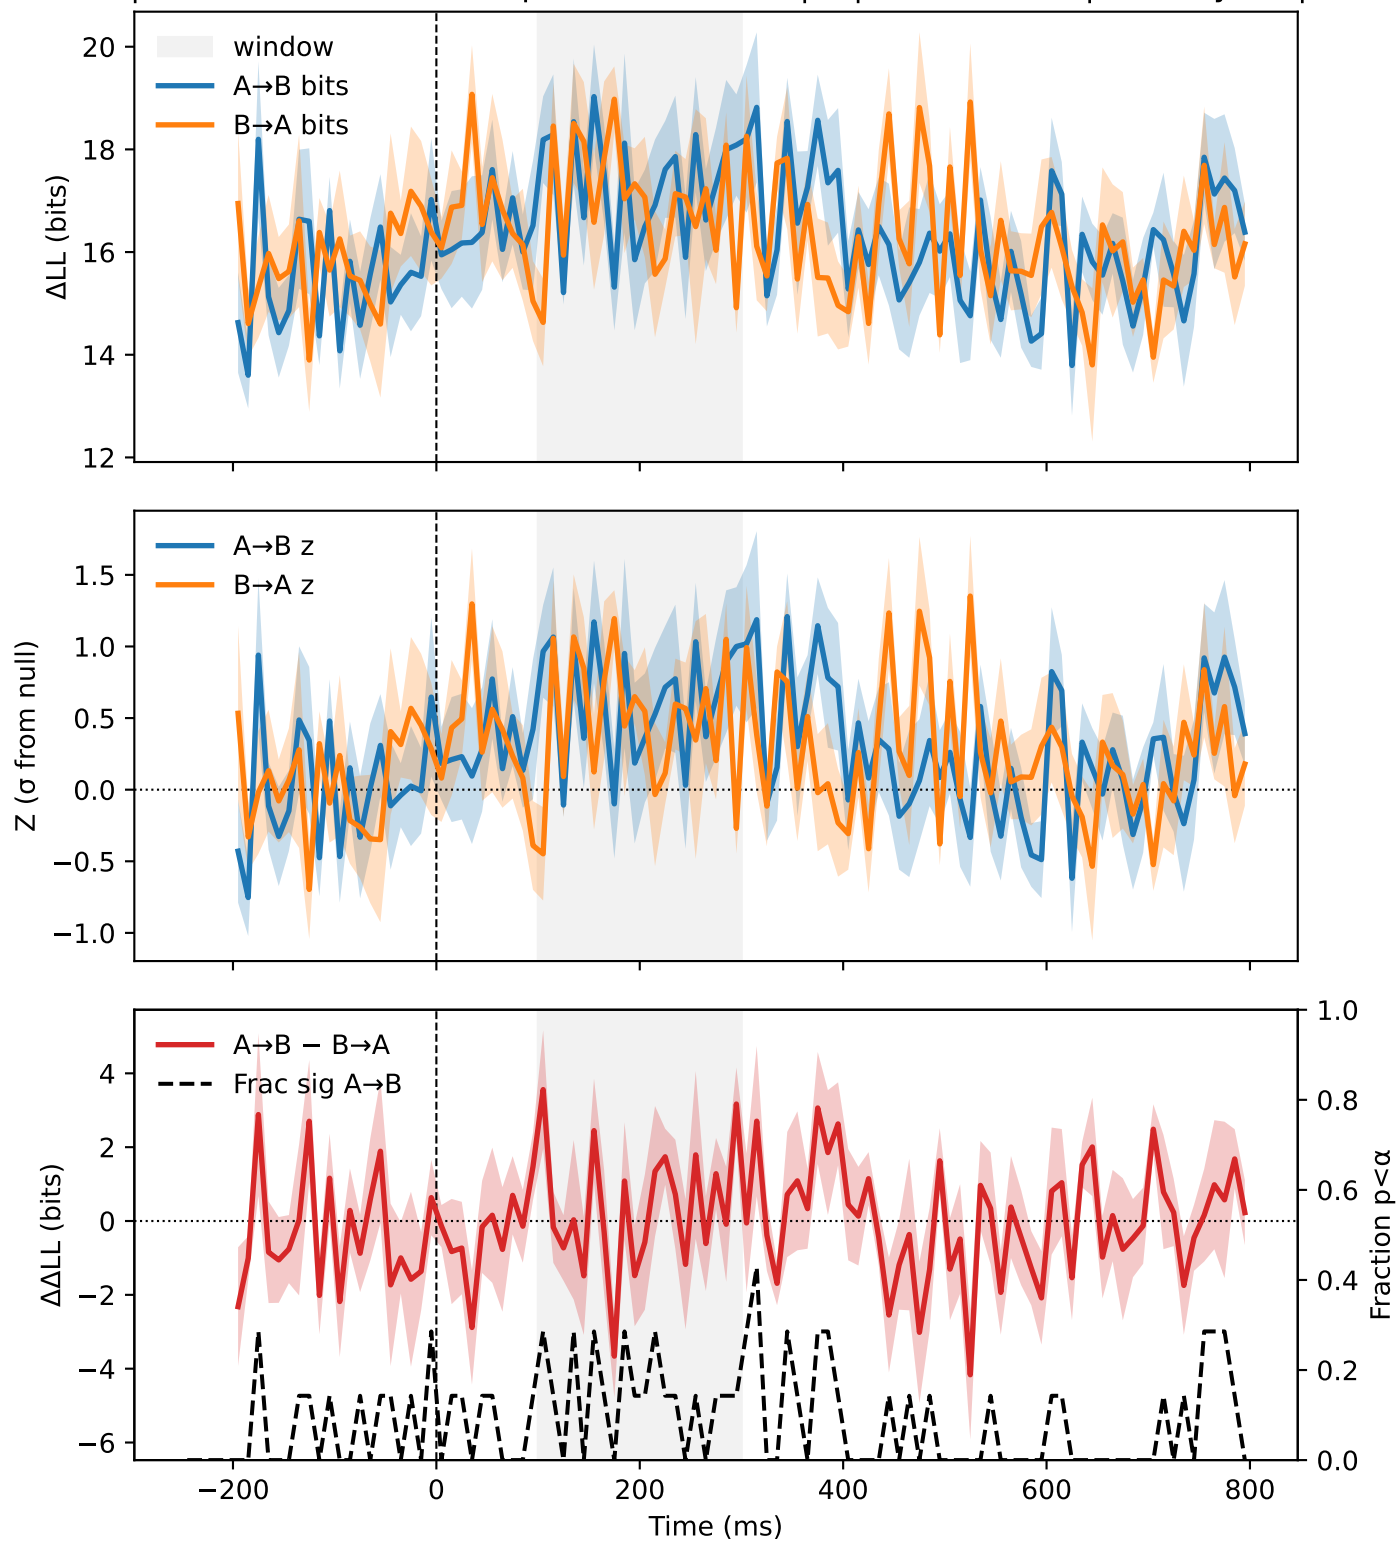 20
18
16
14
12
ΔLL (bits)
window
A→B bits
B→A bits
1.5
1.0
0.5
0.0
−0.5
−1.0
Z (σ from null)
A→B z
B→A z
4
2
0
−2
−4
−6
ΔΔLL (bits)
A→B − B→A
Frac sig A→B
1.0
0.8
0.6
0.4
0.2
0.0
Fraction p<α
−200 0 200 400 600 800
Time (ms)